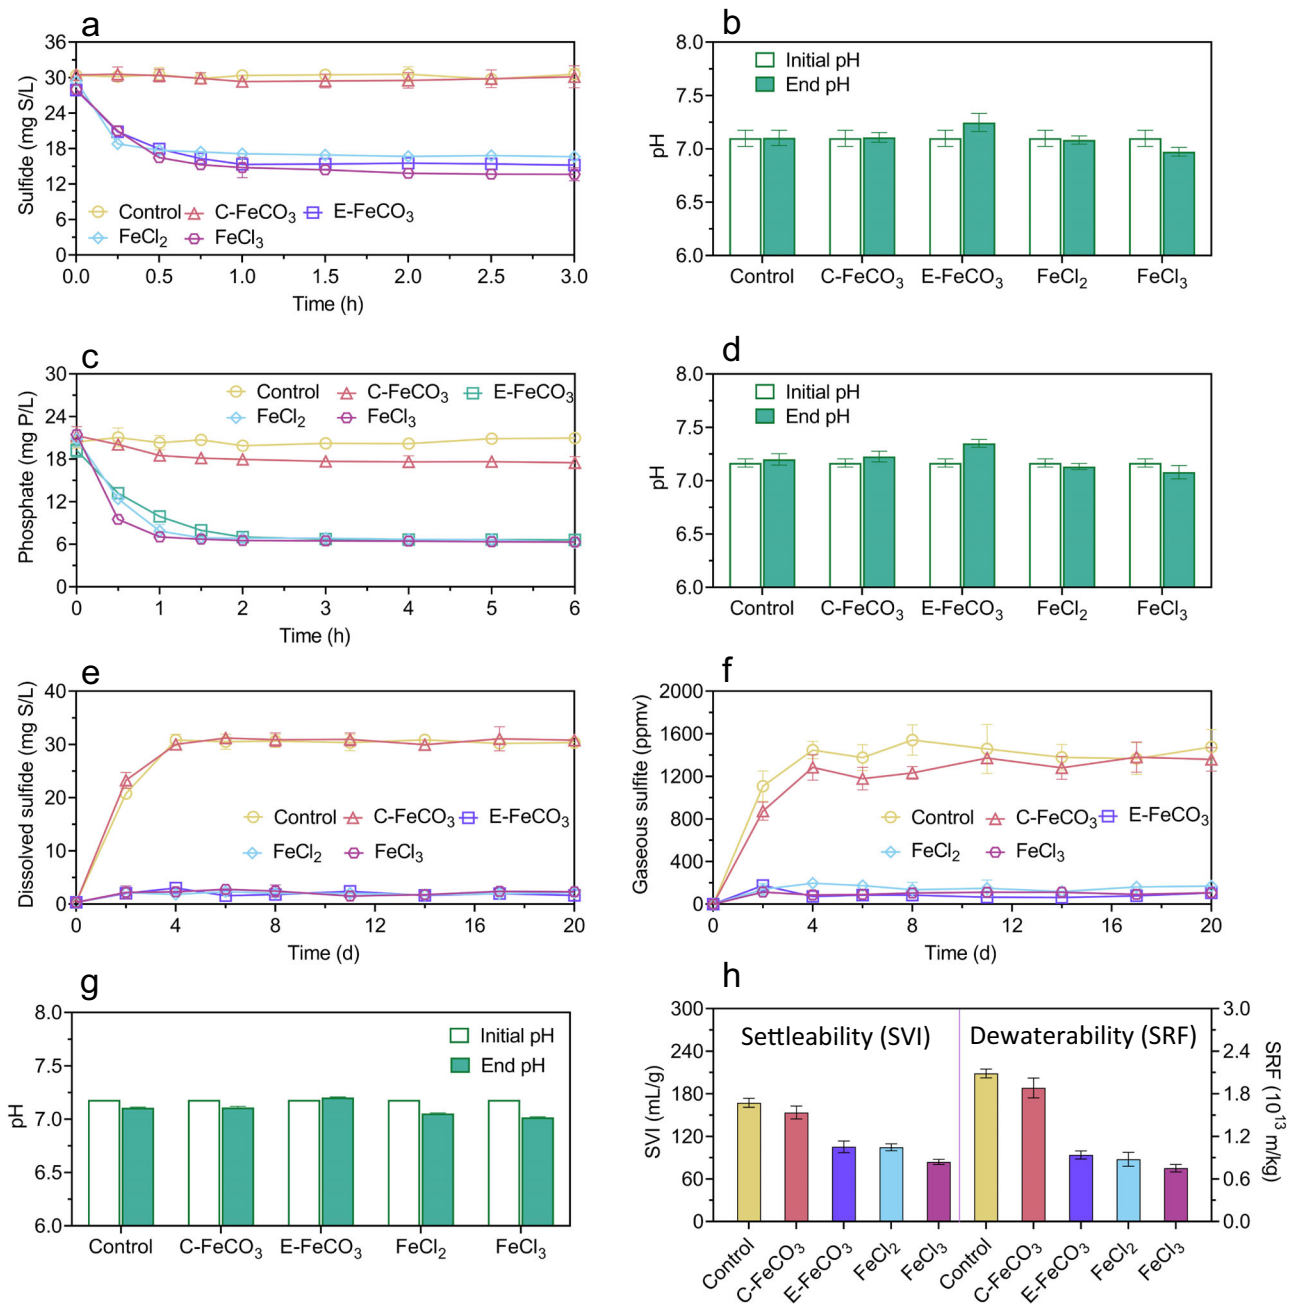 a
Sulfide (mg S/L)
36
30
24
18
12
6
0
Control
C-FeCO₃
E-FeCO₃
FeCl₂
FeCl₃
0.0
0.5
1.0
1.5
2.0
2.5
3.0
Time (h)
b
pH
8.0
7.5
7.0
6.5
6.0
Initial pH
End pH
Control
C-FeCO₃
E-FeCO₃
FeCl₂
FeCl₃
c
Phosphate (mg P/L)
30
24
18
12
6
0
Control
C-FeCO₃
E-FeCO₃
FeCl₂
FeCl₃
0
1
2
3
4
5
6
Time (h)
d
pH
8.0
7.5
7.0
6.5
6.0
Initial pH
End pH
Control
C-FeCO₃
E-FeCO₃
FeCl₂
FeCl₃
e
Dissolved sulfide (mg S/L)
40
30
20
10
0
Control
C-FeCO₃
E-FeCO₃
FeCl₂
FeCl₃
0
4
8
12
16
20
Time (d)
f
Gaseous sulfite (ppmv)
2000
1600
1200
800
400
0
Control
C-FeCO₃
E-FeCO₃
FeCl₂
FeCl₃
0
4
8
12
16
20
Time (d)
g
pH
8.0
7.5
7.0
6.5
6.0
Initial pH
End pH
Control
C-FeCO₃
E-FeCO₃
FeCl₂
FeCl₃
h
SVI (mL/g)
300
240
180
120
60
0
Settleability (SVI)
Dewaterability (SRF)
3.0
2.4
1.8
1.2
0.6
0.0
SRF (10¹³ m/kg)
Control
C-FeCO₃
E-FeCO₃
FeCl₂
FeCl₃
Control
C-FeCO₃
E-FeCO₃
FeCl₂
FeCl₃